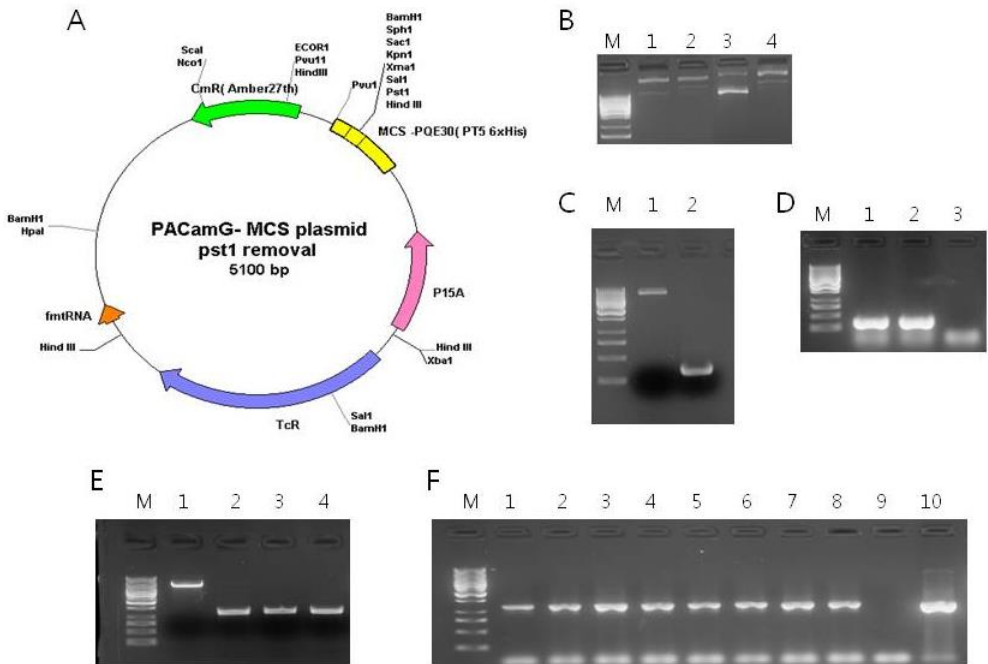 A
BamH1
Sph1
Sac1
Kpn1
Xma1
Sal1
Pst1
Hind III
ECOR1
Pvu11
HindIII
ScaI
Nco1
CmR( Amber27th)
Pvu1
MCS -PQE30( PT5 6xHis)
BamH1
HpaI
PACamG- MCS plasmid
pst1 removal
5100 bp
P15A
fmtRNA
Hind III
Hind III
Xba1
Sal1
BamH1
TcR
B
M 1 2 3 4
C
M 1 2
D
M 1 2 3
E
M 1 2 3 4
F
M 1 2 3 4 5 6 7 8 9 10